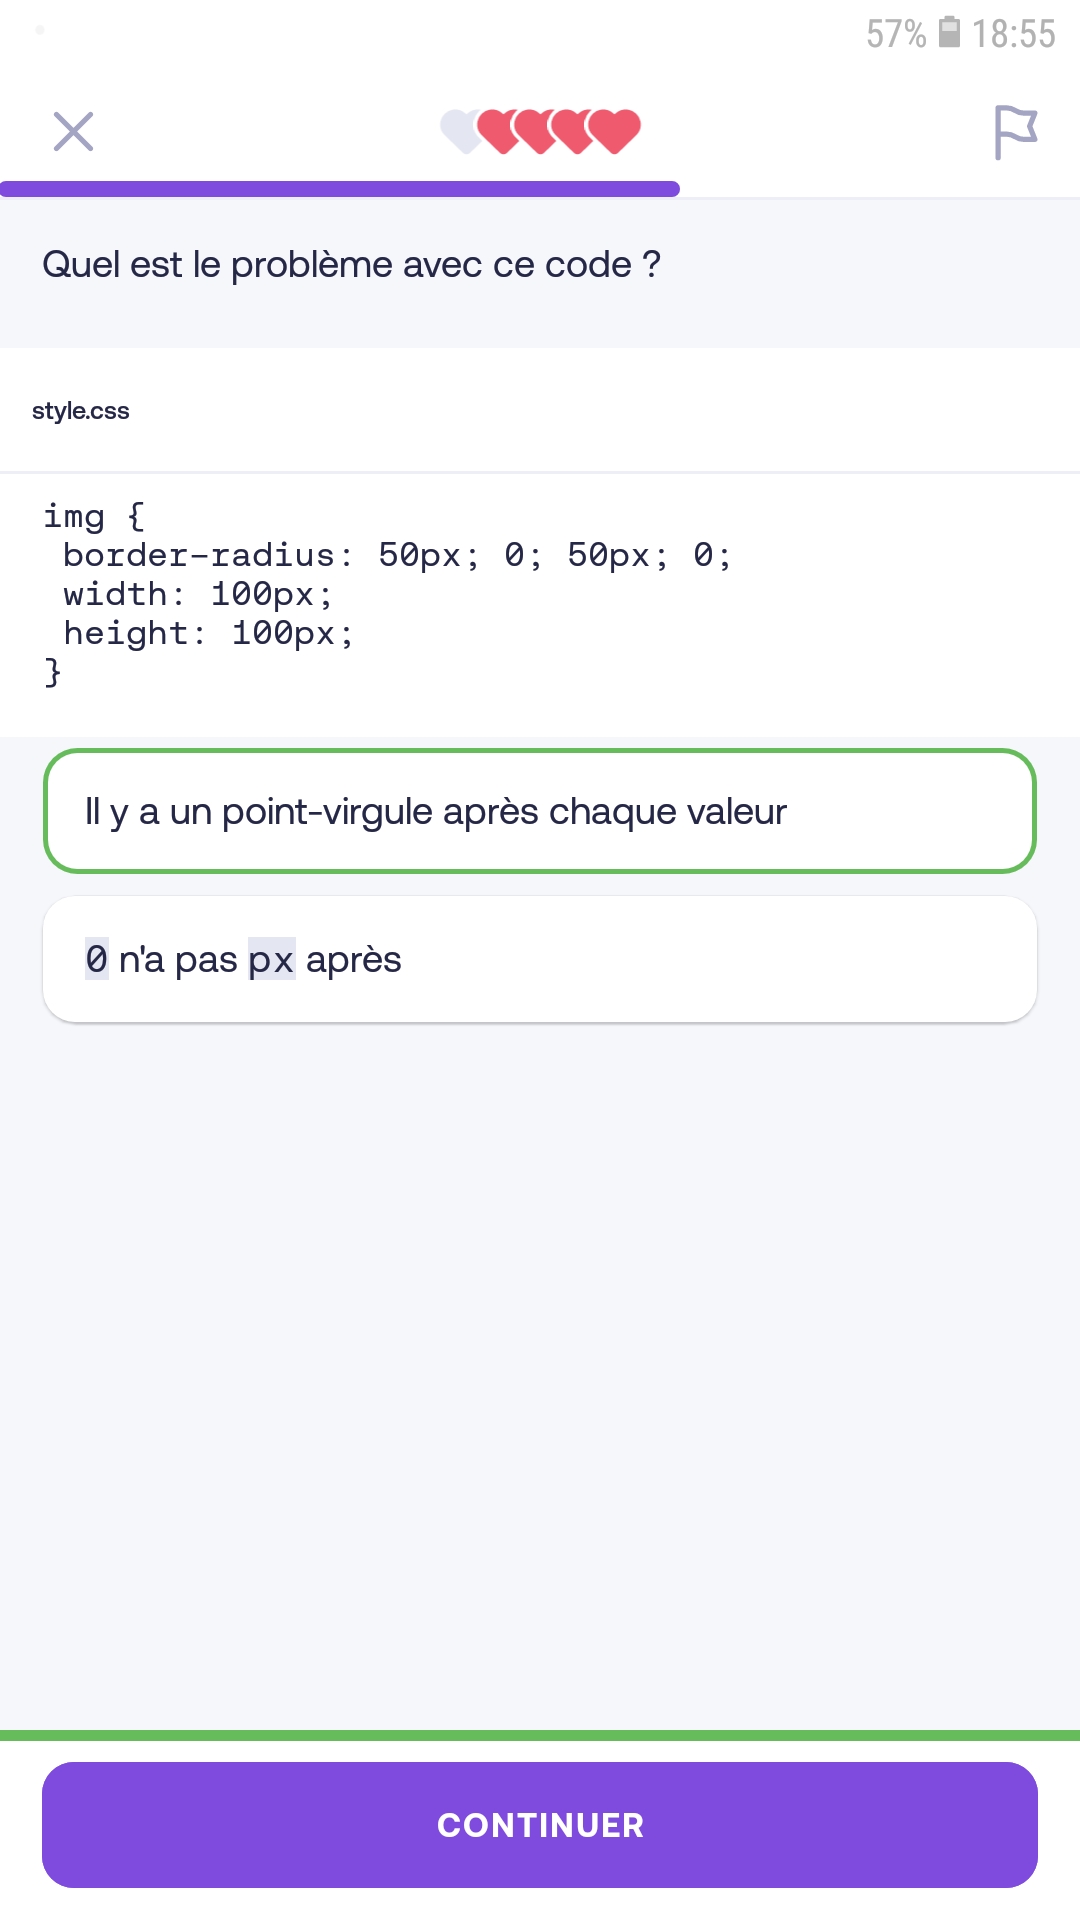 57% 18:55
Quel est le problème avec ce code ?
style.css
img {
 border-radius: 50px; 0; 50px; 0;
 width: 100px;
 height: 100px;
}
Il y a un point-virgule après chaque valeur
0 n'a pas px après
CONTINUER